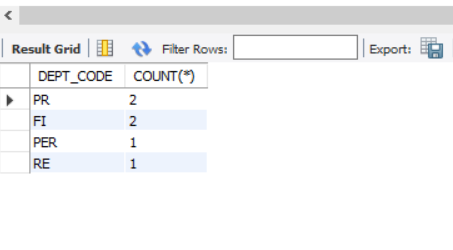 Result Grid Filter Rows: Export:
DEPT_CODE COUNT(*)
PR 2
FI 2
PER 1
RE 1